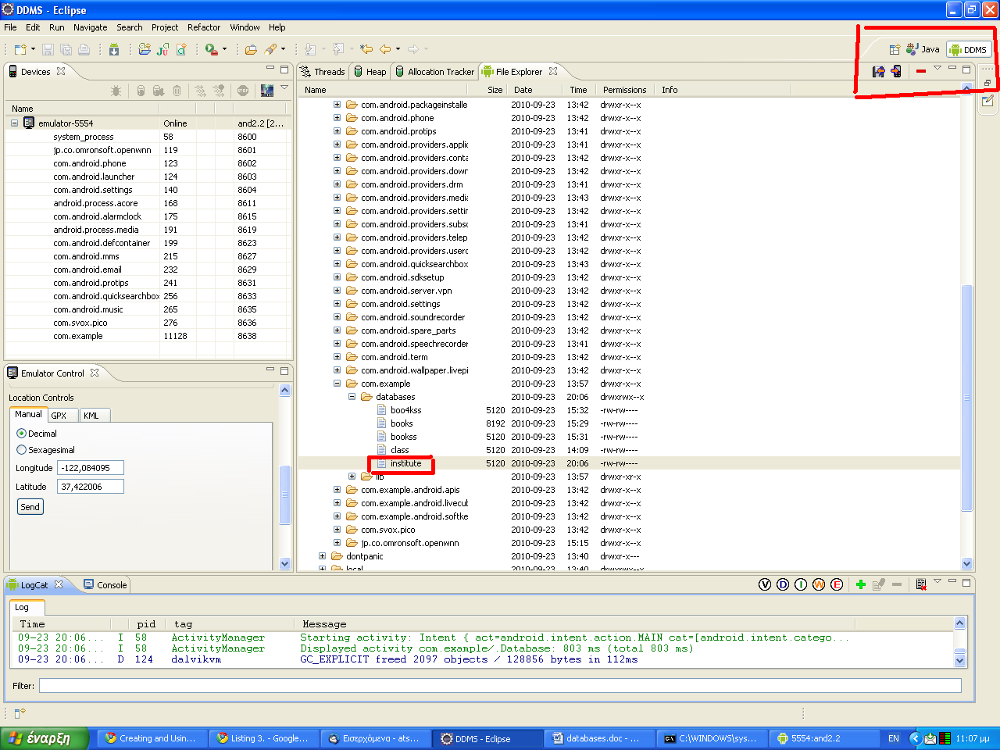 DDMS - Eclipse
File Edit Run Navigate Search Project Refactor Window Help
Java DDMS
Devices
Name
emulator-5554 Online and2.2 [2...
system_process 58 8600
jp.co.omronsoft.openwnn 119 8601
com.android.phone 123 8602
com.android.launcher 124 8603
com.android.settings 140 8604
android.process.acore 168 8611
com.android.alarmclock 175 8615
android.process.media 191 8619
com.android.defcontainer 199 8623
com.android.mms 215 8627
com.android.email 232 8629
com.android.protips 241 8631
com.android.quicksearchbox 256 8633
com.android.music 265 8635
com.svox.pico 276 8636
com.example 11128 8638
Emulator Control
Location Controls
Manual GPX KML
Decimal
Sexagesimal
Longitude -122,084095
Latitude 37,422006
Send
Threads Heap Allocation Tracker File Explorer
Name Size Date Time Permissions Info
com.android.packageinstalle 2010-09-23 13:42 drwxr-x--x
com.android.phone 2010-09-23 13:42 drwxr-x--x
com.android.protips 2010-09-23 13:41 drwxr-x--x
com.android.providers.applic 2010-09-23 13:41 drwxr-x--x
com.android.providers.conta 2010-09-23 13:42 drwxr-x--x
com.android.providers.down 2010-09-23 13:42 drwxr-x--x
com.android.providers.drm 2010-09-23 13:41 drwxr-x--x
com.android.providers.media 2010-09-23 13:43 drwxr-x--x
com.android.providers.settin 2010-09-23 13:42 drwxr-x--x
com.android.providers.subsc 2010-09-23 13:41 drwxr-x--x
com.android.providers.telep 2010-09-23 13:42 drwxr-x--x
com.android.providers.userc 2010-09-23 13:42 drwxr-x--x
com.android.quicksearchbox 2010-09-23 13:43 drwxr-x--x
com.android.sdksetup 2010-09-23 13:42 drwxr-x--x
com.android.server.vpn 2010-09-23 13:42 drwxr-x--x
com.android.settings 2010-09-23 13:42 drwxr-x--x
com.android.soundrecorder 2010-09-23 13:42 drwxr-x--x
com.android.spare_parts 2010-09-23 13:42 drwxr-x--x
com.android.speechrecorder 2010-09-23 13:41 drwxr-x--x
com.android.term 2010-09-23 13:42 drwxr-x--x
com.android.wallpaper.livepi 2010-09-23 13:42 drwxr-x--x
com.example 2010-09-23 13:57 drwxr-x--x
databases 2010-09-23 20:06 drwxrwx--x
boo4kss 5120 2010-09-23 15:32 -rw-rw----
books 8192 2010-09-23 15:29 -rw-rw----
bookss 5120 2010-09-23 15:31 -rw-rw----
class 5120 2010-09-23 14:09 -rw-rw----
institute 5120 2010-09-23 20:06 -rw-rw----
lib 2010-09-23 13:57 drwxr-xr-x
com.example.android.apis 2010-09-23 13:42 drwxr-x--x
com.example.android.livecub 2010-09-23 13:42 drwxr-x--x
com.example.android.softke 2010-09-23 13:42 drwxr-x--x
com.svox.pico 2010-09-23 13:42 drwxr-x--x
jp.co.omronsoft.openwnn 2010-09-23 15:15 drwxr-x--x
dontpanic 2010-09-23 13:40 drwxr-x---
local 2010-09-23 13:40 drwxrwx--x
LogCat Console
V D I W E
Log
Time pid tag Message
09-23 20:06... I 58 ActivityManager Starting activity: Intent { act=android.intent.action.MAIN cat=[android.intent.catego...
09-23 20:06... I 58 ActivityManager Displayed activity com.example/.Database: 803 ms (total 803 ms)
09-23 20:06... D 124 dalvikvm GC_EXPLICIT freed 2097 objects / 128856 bytes in 112ms
Filter:
έναρξη Creating and Usin... Listing 3. - Google... Εισερχόμενα - ats... DDMS - Eclipse databases.doc - ... C:\WINDOWS\sys... 5554:and2.2 EN 11:07 μμ